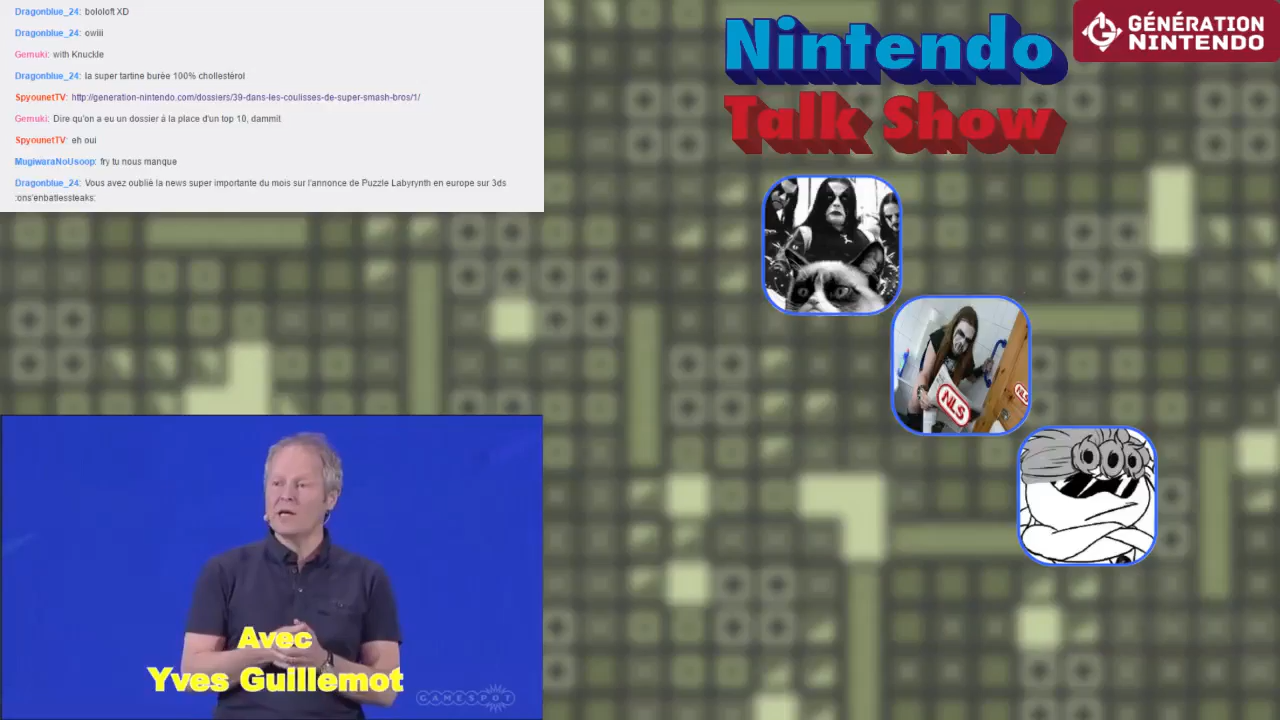 Dragonblue_24: bololoft XD
Dragonblue_24: owiii
Gemuki: with Knuckle
Dragonblue_24: la super tartine burèe 100% chollestérol
SpyounetTV: http://generation-nintendo.com/dossiers/39-dans-les-coulisses-de-super-smash-bros/1/
Gemuki: Dire qu'on a eu un dossier à la place d'un top 10, dammit
SpyounetTV: eh oui
MugiwaraNoUsoop: fry tu nous manque
Dragonblue_24: Vous avez oublié la news super importante du mois sur l'annonce de Puzzle Labyrynth en europe sur 3ds
:ons'enbatlessteaks:
Nintendo
Talk Show
GÉNÉRATION
NINTENDO
NLS
NLS
Avec
Yves Guillemot
GAMESPOT